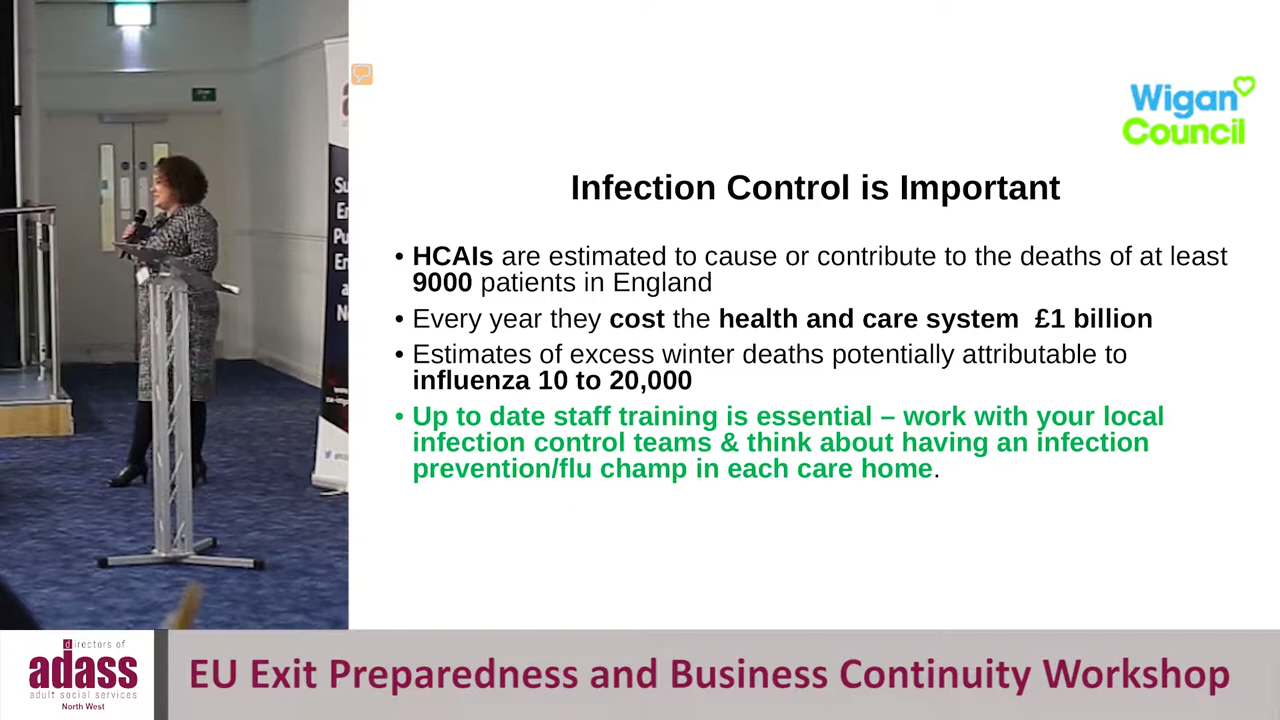 Wigan
Council
Infection Control is Important
• HCAIs are estimated to cause or contribute to the deaths of at least
9000 patients in England
• Every year they cost the health and care system £1 billion
• Estimates of excess winter deaths potentially attributable to
influenza 10 to 20,000
• Up to date staff training is essential – work with your local
infection control teams & think about having an infection
prevention/flu champ in each care home.
directors of
adass
adult social services
North West
EU Exit Preparedness and Business Continuity Workshop